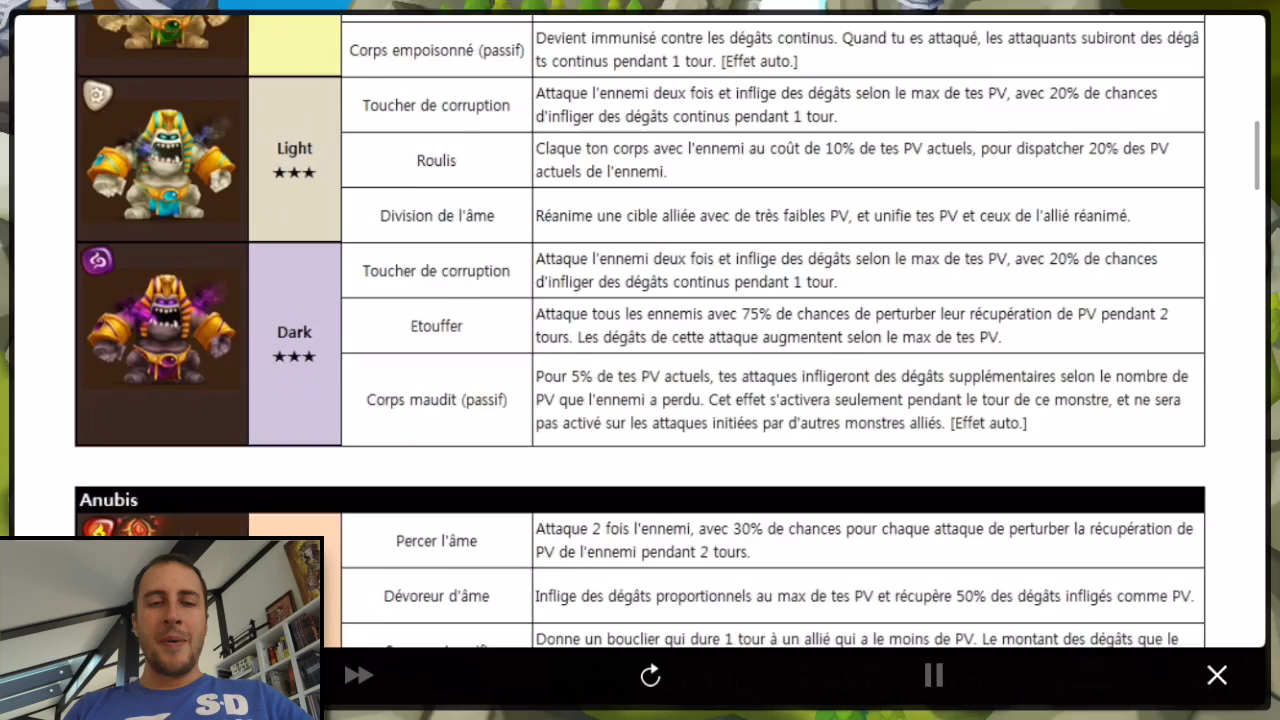 Corps empoisonné (passif)
Devient immunisé contre les dégâts continus. Quand tu es attaqué, les attaquants subiront des dégâ
ts continus pendant 1 tour. [Effet auto.]
Light
★★★
Toucher de corruption
Attaque l'ennemi deux fois et inflige des dégâts selon le max de tes PV, avec 20% de chances
d'infliger des dégâts continus pendant 1 tour.
Roulis
Claque ton corps avec l'ennemi au coût de 10% de tes PV actuels, pour dispatcher 20% des PV
actuels de l'ennemi.
Division de l'âme
Réanime une cible alliée avec de très faibles PV, et unifie tes PV et ceux de l'allié réanimé.
Dark
★★★
Toucher de corruption
Attaque l'ennemi deux fois et inflige des dégâts selon le max de tes PV, avec 20% de chances
d'infliger des dégâts continus pendant 1 tour.
Etouffer
Attaque tous les ennemis avec 75% de chances de perturber leur récupération de PV pendant 2
tours. Les dégâts de cette attaque augmentent selon le max de tes PV.
Corps maudit (passif)
Pour 5% de tes PV actuels, tes attaques infligeront des dégâts supplémentaires selon le nombre de
PV que l'ennemi a perdu. Cet effet s'activera seulement pendant le tour de ce monstre, et ne sera
pas activé sur les attaques initiées par d'autres monstres alliés. [Effet auto.]
Anubis
Percer l'âme
Attaque 2 fois l'ennemi, avec 30% de chances pour chaque attaque de perturber la récupération de
PV de l'ennemi pendant 2 tours.
Dévoreur d'âme
Inflige des dégâts proportionnels au max de tes PV et récupère 50% des dégâts infligés comme PV.
Donne un bouclier qui dure 1 tour à un allié qui a le moins de PV. Le montant des dégâts que le
S-D